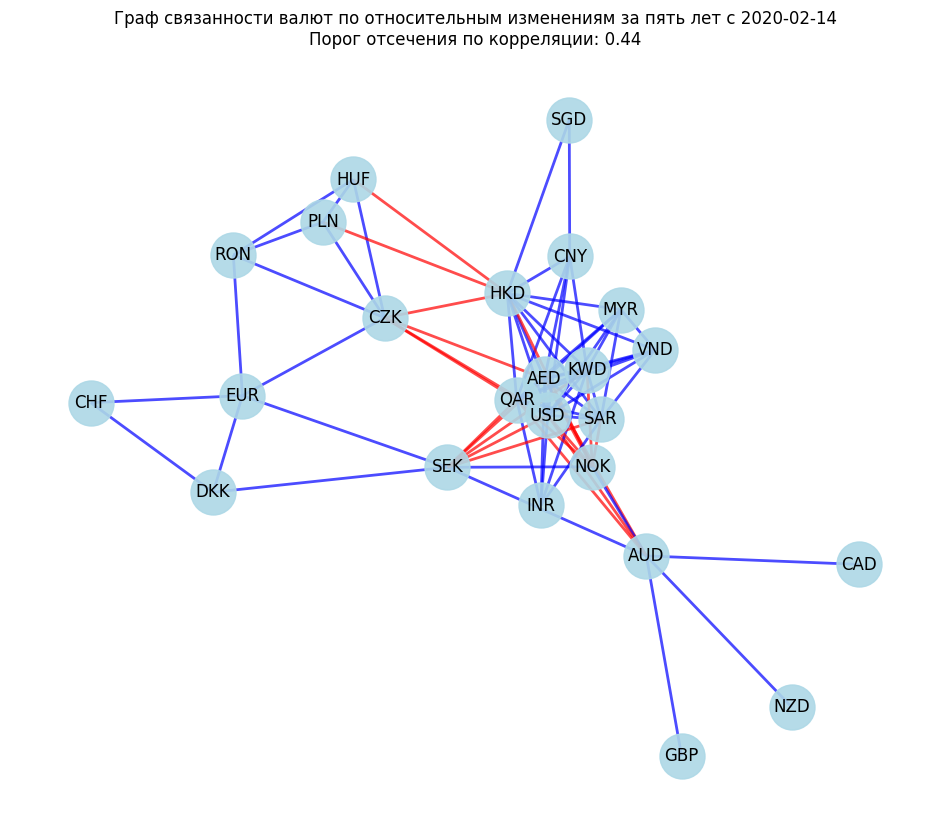 Граф связанности валют по относительным изменениям за пять лет с 2020-02-14
Порог отсечения по корреляции: 0.44
SGD
HUF
PLN
RON
CNY
HKD
MYR
CZK
VND
KWD
AED
EUR
CHF
QAR
USD
SAR
SEK
NOK
DKK
INR
AUD
CAD
NZD
GBP